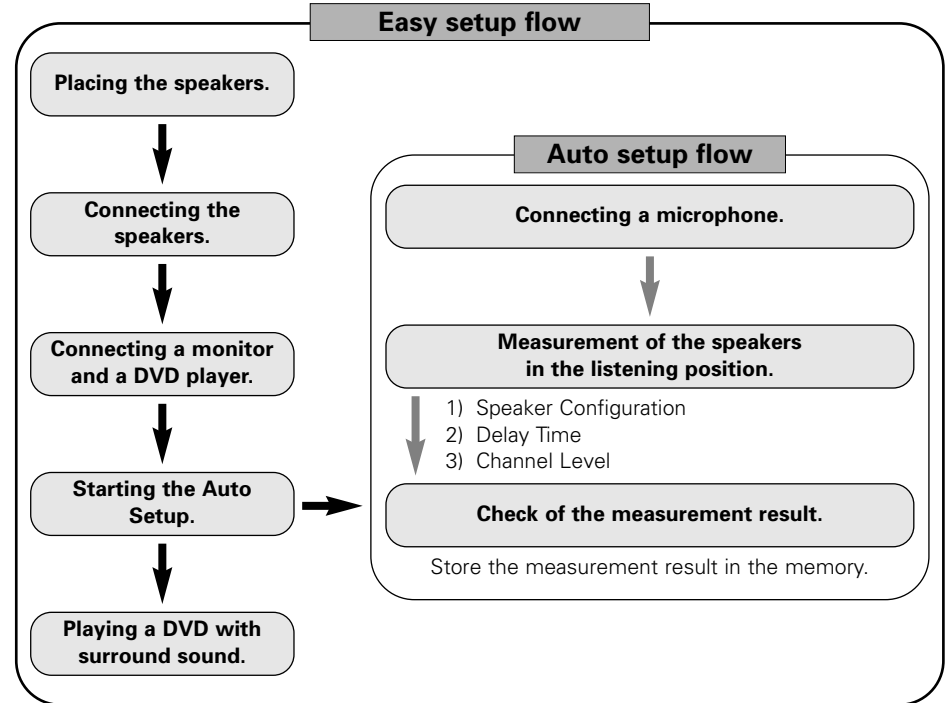 Easy setup flow
Placing the speakers.
Connecting the
speakers.
Connecting a monitor
and a DVD player.
Starting the Auto
Setup.
Playing a DVD with
surround sound.
Auto setup flow
Connecting a microphone.
Measurement of the speakers
in the listening position.
1) Speaker Configuration
2) Delay Time
3) Channel Level
Check of the measurement result.
Store the measurement result in the memory.